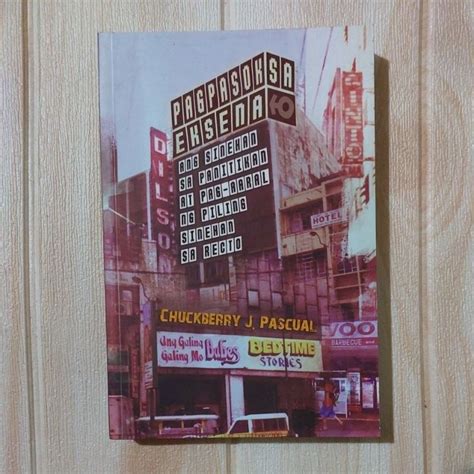 PAGPASOK SA
EKSENA
ANG SINEHAN
SA PANITIKAN
AT PAG-AARAL
NG PILING
SINEHAN
SA RECTO
DILSON
HOTEL
CHUCKBERRY J. PASCUAL
Ang Galing
Galing Mo Babes
BEDTIME
STORIES
BARBECUE